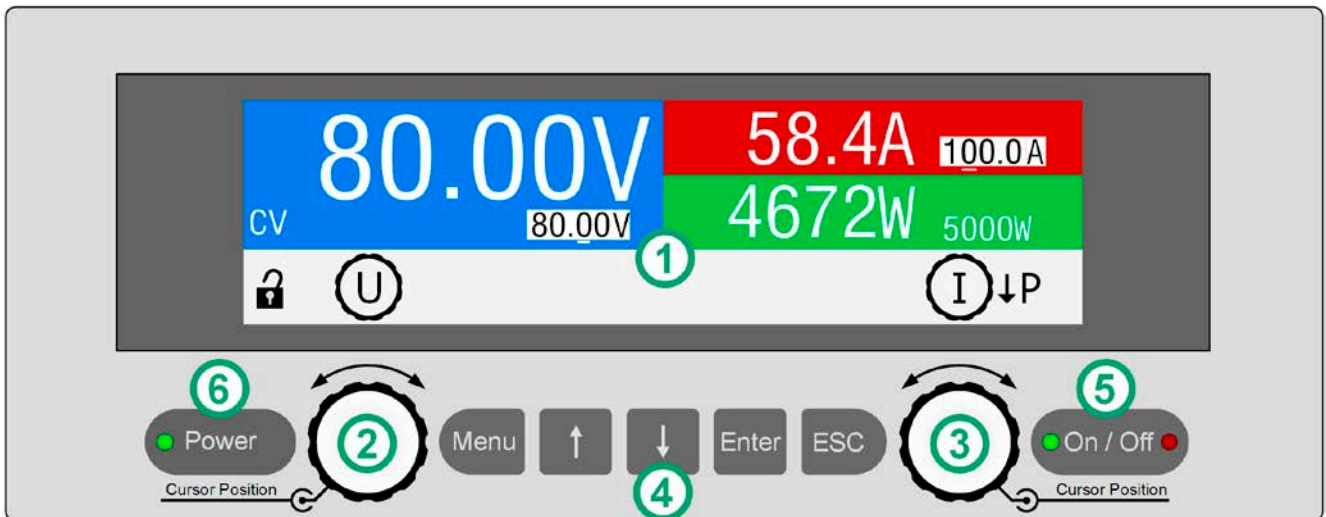 80.00V
58.4A 100.0A
CV 80.00V
4672W 5000W
1
U
I ↓P
6
5
Power
2
Menu ↑ ↓ Enter ESC
3
On / Off
4
Cursor Position
Cursor Position